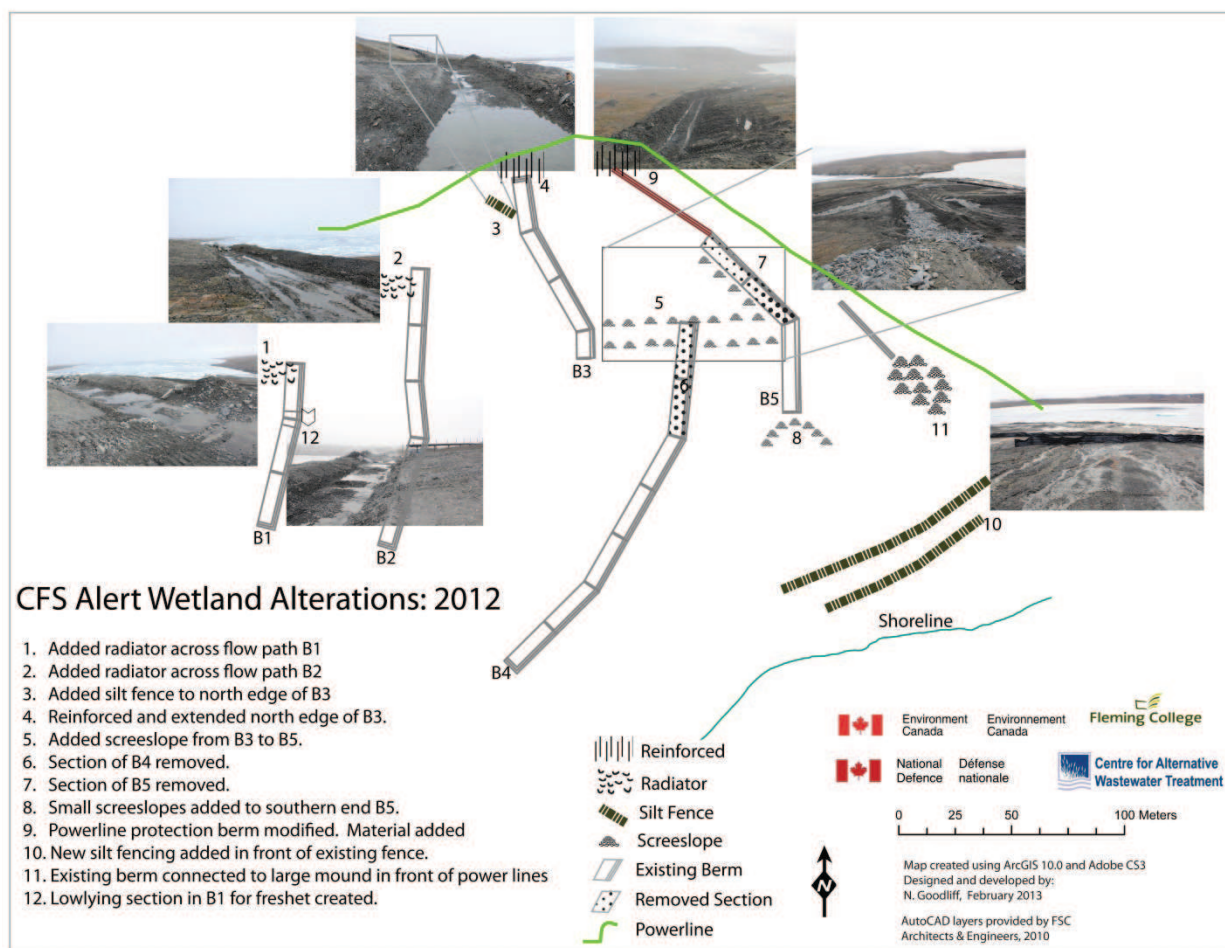 4
9
3
2
7
5
1
B3
6
B5
12
8
11
B1
B2
10
CFS Alert Wetland Alterations: 2012
Shoreline
B4
1. Added radiator across flow path B1
2. Added radiator across flow path B2
3. Added silt fence to north edge of B3
4. Reinforced and extended north edge of B3.
5. Added screeslope from B3 to B5.
6. Section of B4 removed.
7. Section of B5 removed.
8. Small screeslopes added to southern end B5.
9. Powerline protection berm modified. Material added
10. New silt fencing added in front of existing fence.
11. Existing berm connected to large mound in front of power lines
12. Lowlying section in B1 for freshet created.
Reinforced
Radiator
Silt Fence
Screeslope
Existing Berm
Removed Section
Powerline
N
Environment Environnement
Canada Canada
Fleming College
National Défense
Defence nationale
Centre for Alternative
Wastewater Treatment
0 25 50 100 Meters
Map created using ArcGIS 10.0 and Adobe CS3
Designed and developed by:
N. Goodliff, February 2013
AutoCAD layers provided by FSC
Architects & Engineers, 2010